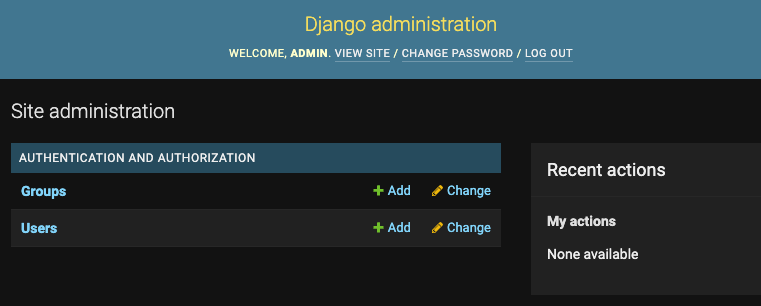 Django administration
WELCOME, ADMIN. VIEW SITE / CHANGE PASSWORD / LOG OUT
Site administration
AUTHENTICATION AND AUTHORIZATION
Groups Add Change
Users Add Change
Recent actions
My actions
None available